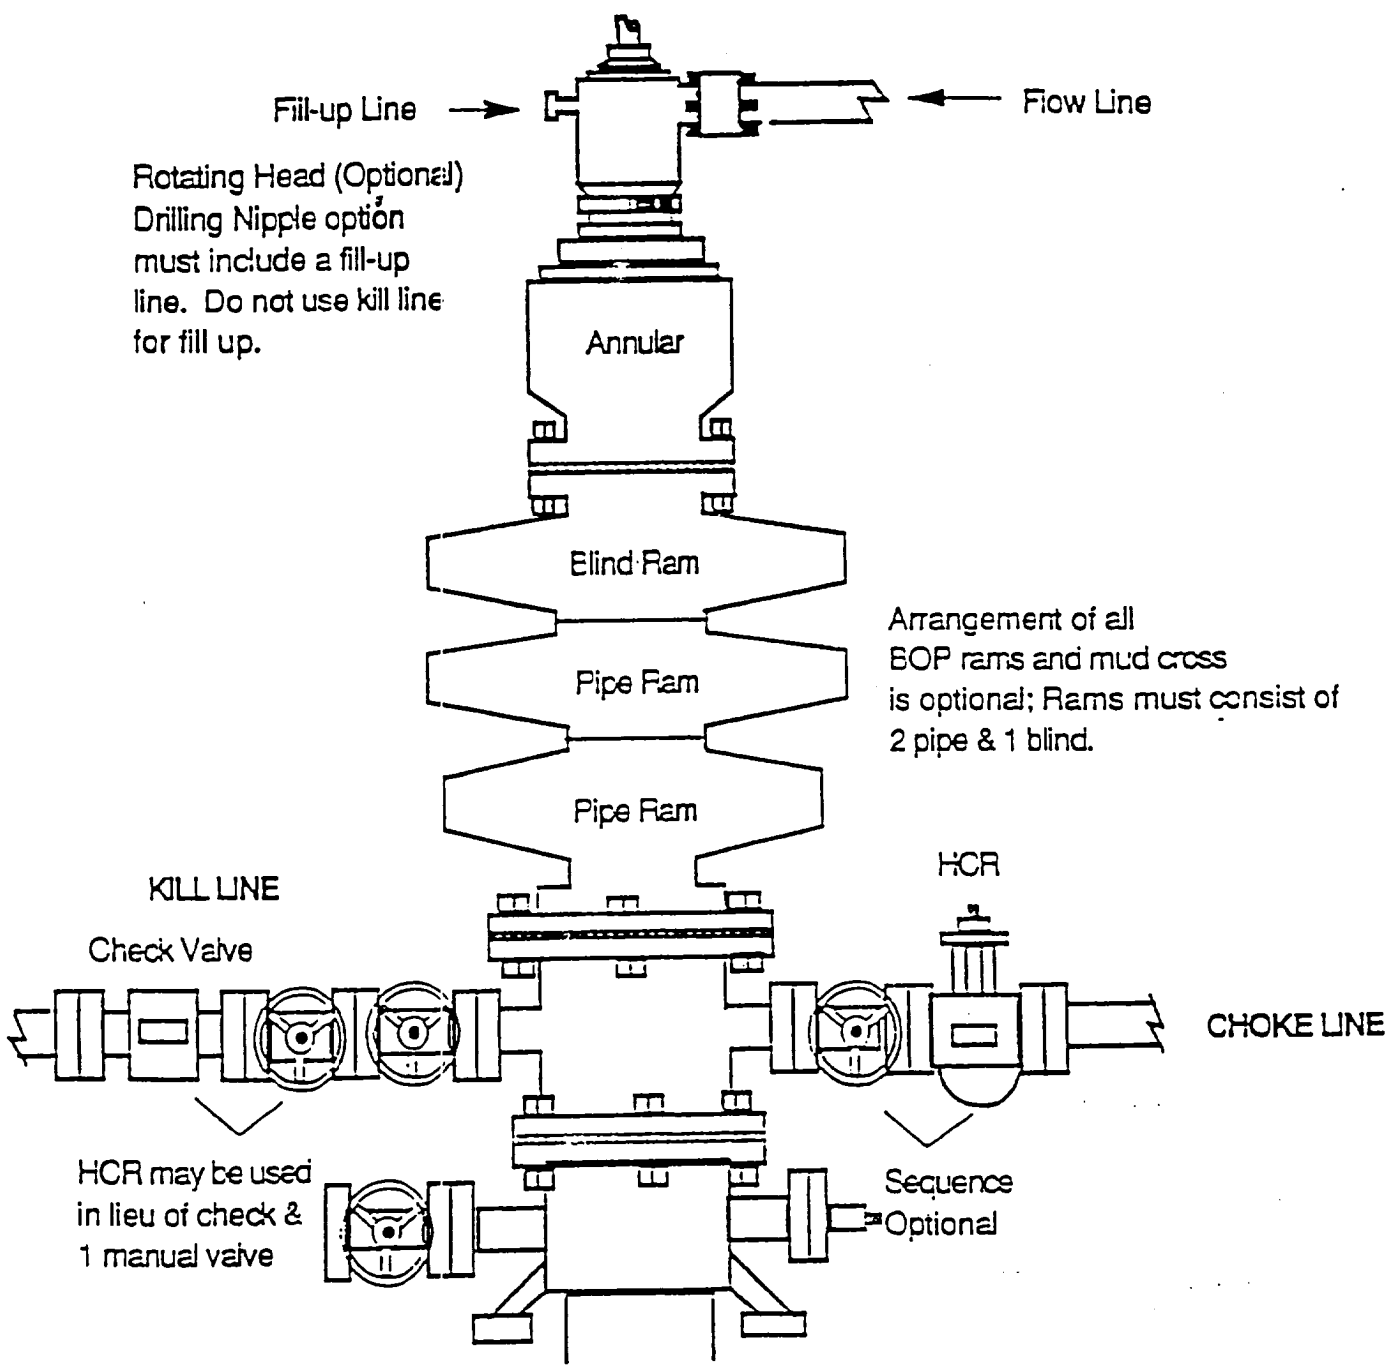 Fill-up Line
Flow Line
Rotating Head (Optional)
Drilling Nipple option
must include a fill-up
line. Do not use kill line
for fill up.
Annular
Blind Ram
Pipe Ram
Arrangement of all
BOP rams and mud cross
is optional; Rams must consist of
2 pipe & 1 blind.
Pipe Ram
HCR
KILL LINE
Check Valve
CHOKE LINE
HCR may be used
in lieu of check &
1 manual valve
Sequence
Optional